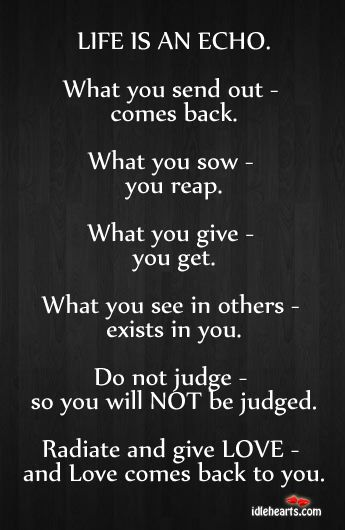 LIFE IS AN ECHO.
What you send out -
comes back.
What you sow -
you reap.
What you give -
you get.
What you see in others -
exists in you.
Do not judge -
so you will NOT be judged.
Radiate and give LOVE -
and Love comes back to you.
idlehearts.com